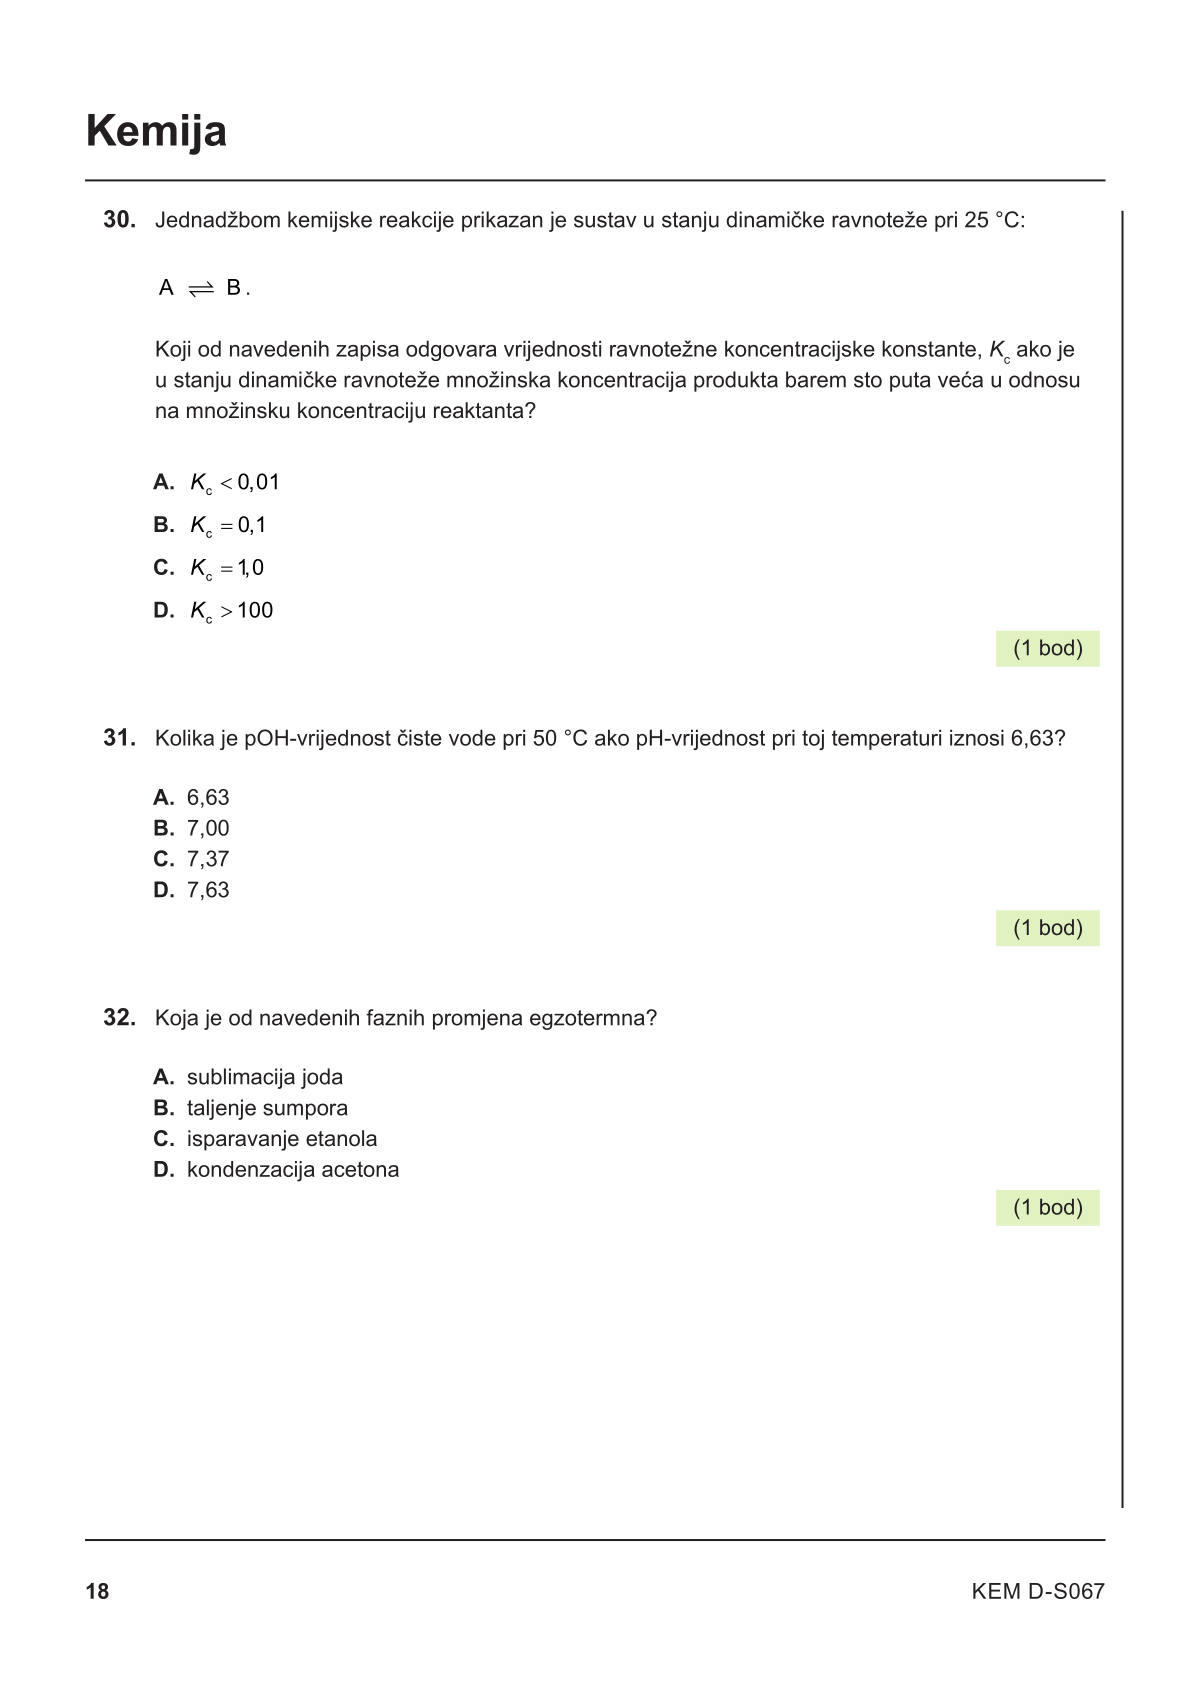 Kemija
30. Jednadžbom kemijske reakcije prikazan je sustav u stanju dinamičke ravnoteže pri 25 °C:
A ⇌ B .
Koji od navedenih zapisa odgovara vrijednosti ravnotežne koncentracijske konstante, Kc ako je
u stanju dinamičke ravnoteže množinska koncentracija produkta barem sto puta veća u odnosu
na množinsku koncentraciju reaktanta?
A. Kc < 0,01
B. Kc = 0,1
C. Kc = 1,0
D. Kc > 100
(1 bod)
31. Kolika je pOH-vrijednost čiste vode pri 50 °C ako pH-vrijednost pri toj temperaturi iznosi 6,63?
A. 6,63
B. 7,00
C. 7,37
D. 7,63
(1 bod)
32. Koja je od navedenih faznih promjena egzotermna?
A. sublimacija joda
B. taljenje sumpora
C. isparavanje etanola
D. kondenzacija acetona
(1 bod)
18
KEM D-S067